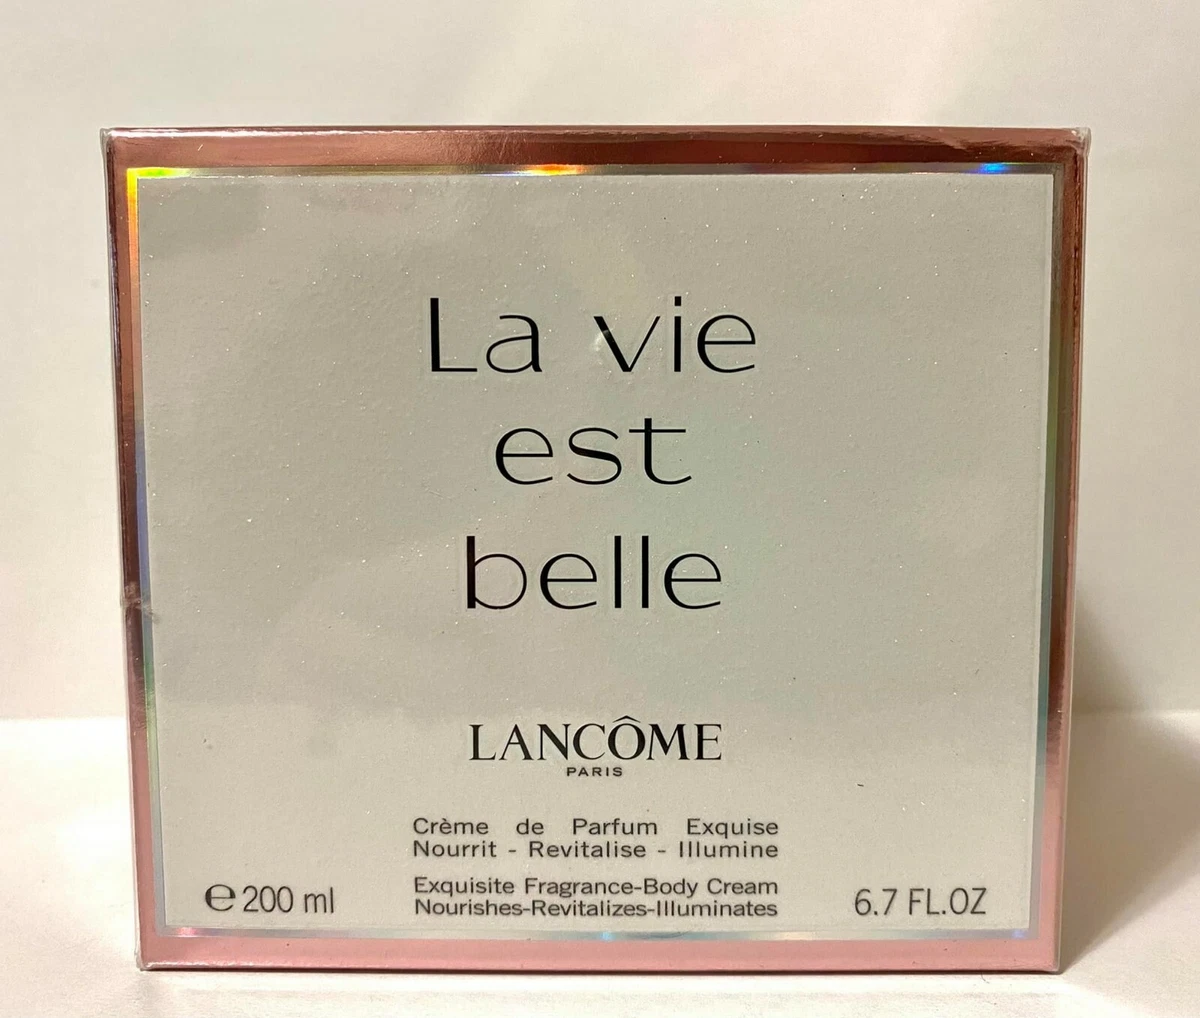 La vie
est
belle
LANCÔME
PARIS
Crème de Parfum Exquise
Nourrit - Revitalise - Illumine
Exquisite Fragrance-Body Cream
Nourishes-Revitalizes-Illuminates
℮ 200 ml
6.7 FL.OZ